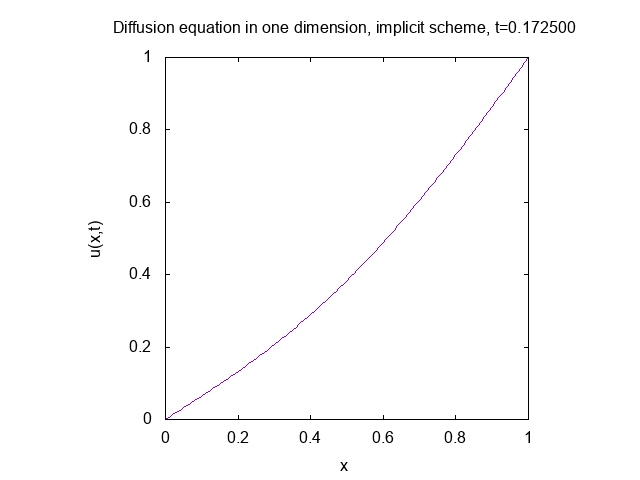 Diffusion equation in one dimension, implicit scheme, t=0.172500
1
0.8
0.6
0.4
0.2
0
u(x,t)
0 0.2 0.4 0.6 0.8 1
x